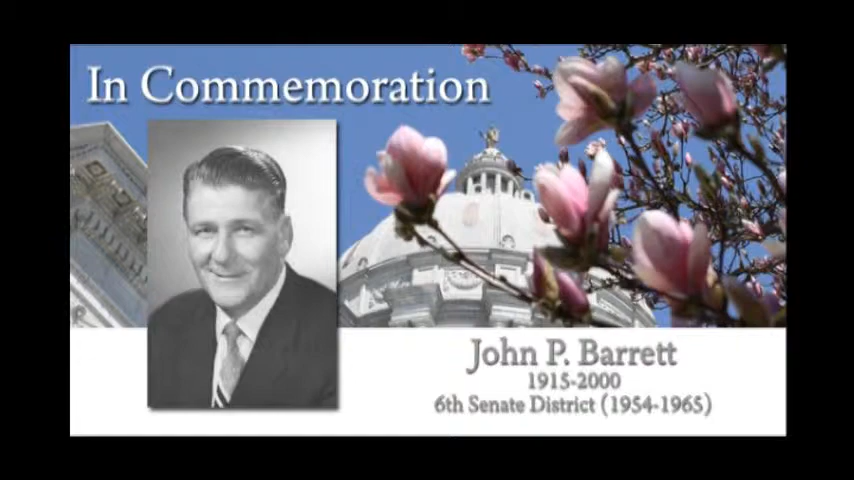 In Commemoration
John P. Barrett
1915-2000
6th Senate District (1954-1965)